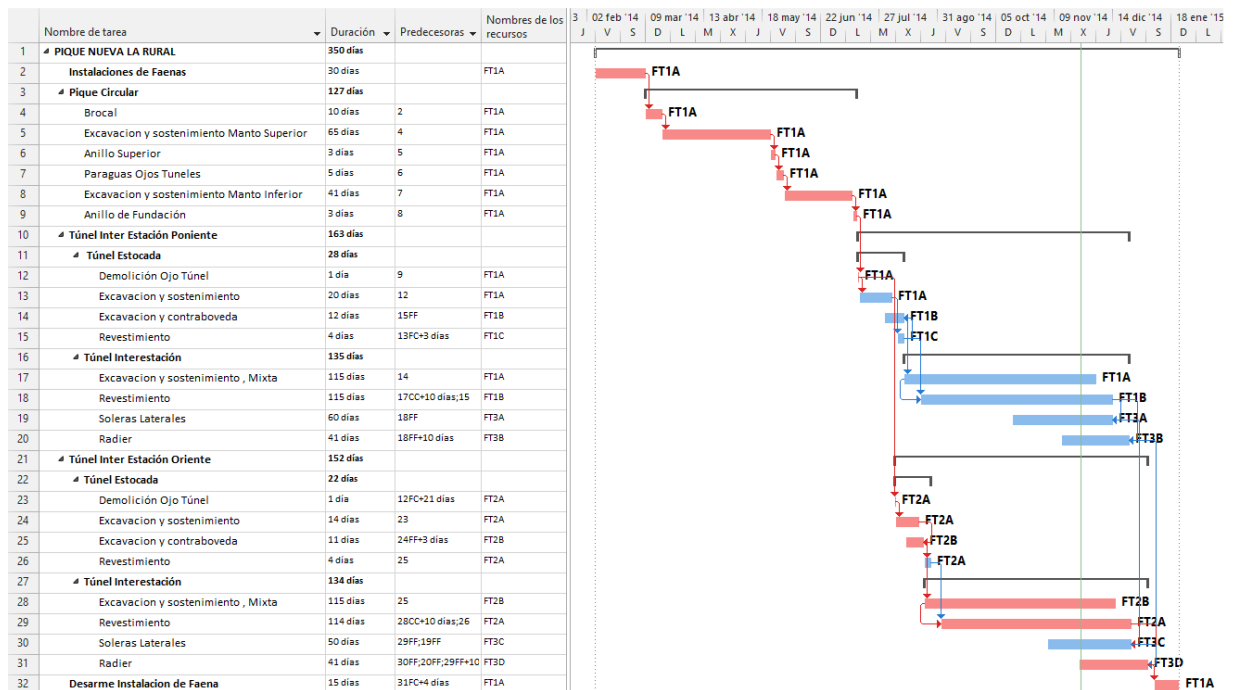 Nombre de tarea Duración Predecesoras Nombres de los recursos
3 02 feb '14 09 mar '14 13 abr '14 18 may '14 22 jun '14 27 jul '14 31 ago '14 05 oct '14 09 nov '14 14 dic '14 18 ene '15
J V S D L M X J V S D L M X J V S D L M X J V S D L
1 PIQUE NUEVA LA RURAL 350 días
2 Instalaciones de Faenas 30 días FT1A FT1A
3 Pique Circular 127 días
4 Brocal 10 días 2 FT1A FT1A
5 Excavacion y sostenimiento Manto Superior 65 días 4 FT1A FT1A
6 Anillo Superior 3 días 5 FT1A FT1A
7 Paraguas Ojos Tuneles 5 días 6 FT1A FT1A
8 Excavacion y sostenimiento Manto Inferior 41 días 7 FT1A FT1A
9 Anillo de Fundación 3 días 8 FT1A FT1A
10 Túnel Inter Estación Poniente 163 días
11 Túnel Estocada 28 días
12 Demolición Ojo Túnel 1 día 9 FT1A FT1A
13 Excavacion y sostenimiento 20 días 12 FT1A FT1A
14 Excavacion y contraboveda 12 días 15FF FT1B FT1B
15 Revestimiento 4 días 13FC+3 días FT1C FT1C
16 Túnel Interestación 135 días
17 Excavacion y sostenimiento , Mixta 115 días 14 FT1A FT1A
18 Revestimiento 115 días 17CC+10 días;15 FT1B FT1B
19 Soleras Laterales 60 días 18FF FT3A FT3A
20 Radier 41 días 18FF+10 días FT3B FT3B
21 Túnel Inter Estación Oriente 152 días
22 Túnel Estocada 22 días
23 Demolición Ojo Túnel 1 día 12FC+21 días FT2A FT2A
24 Excavacion y sostenimiento 14 días 23 FT2A FT2A
25 Excavacion y contraboveda 11 días 24FF+3 días FT2B FT2B
26 Revestimiento 4 días 25 FT2A FT2A
27 Túnel Interestación 134 días
28 Excavacion y sostenimiento , Mixta 115 días 25 FT2B FT2B
29 Revestimiento 114 días 28CC+10 días;26 FT2A FT2A
30 Soleras Laterales 50 días 29FF;19FF FT3C FT3C
31 Radier 41 días 30FF;20FF;29FF+10 FT3D FT3D
32 Desarme Instalacion de Faena 15 días 31FC+4 días FT1A FT1A